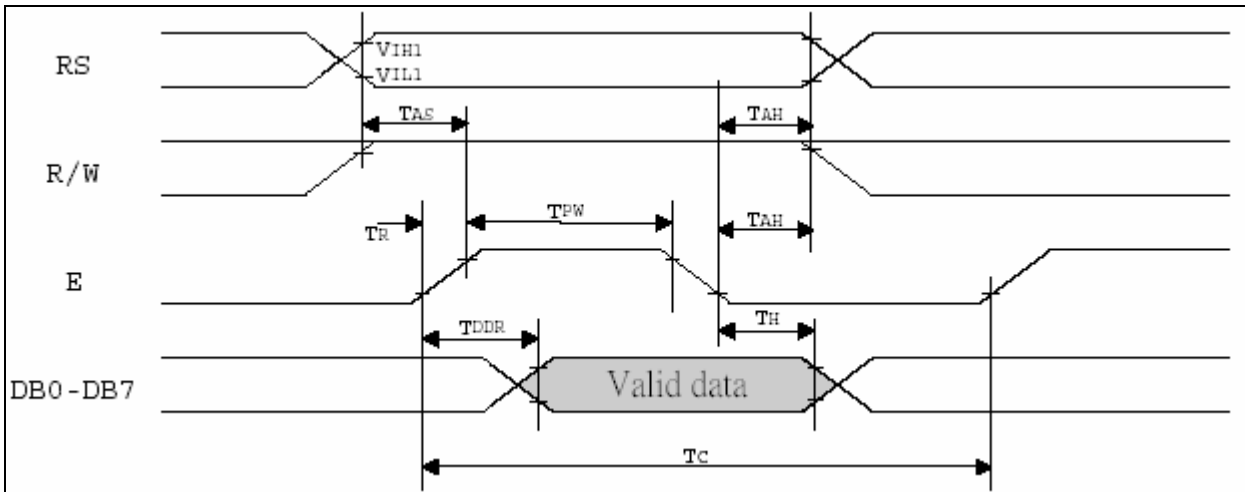 RS
VIH1
VIL1
TAS
TAH
R/W
TPW
TR
TAH
E
TDDR
TH
DB0-DB7
Valid data
TC